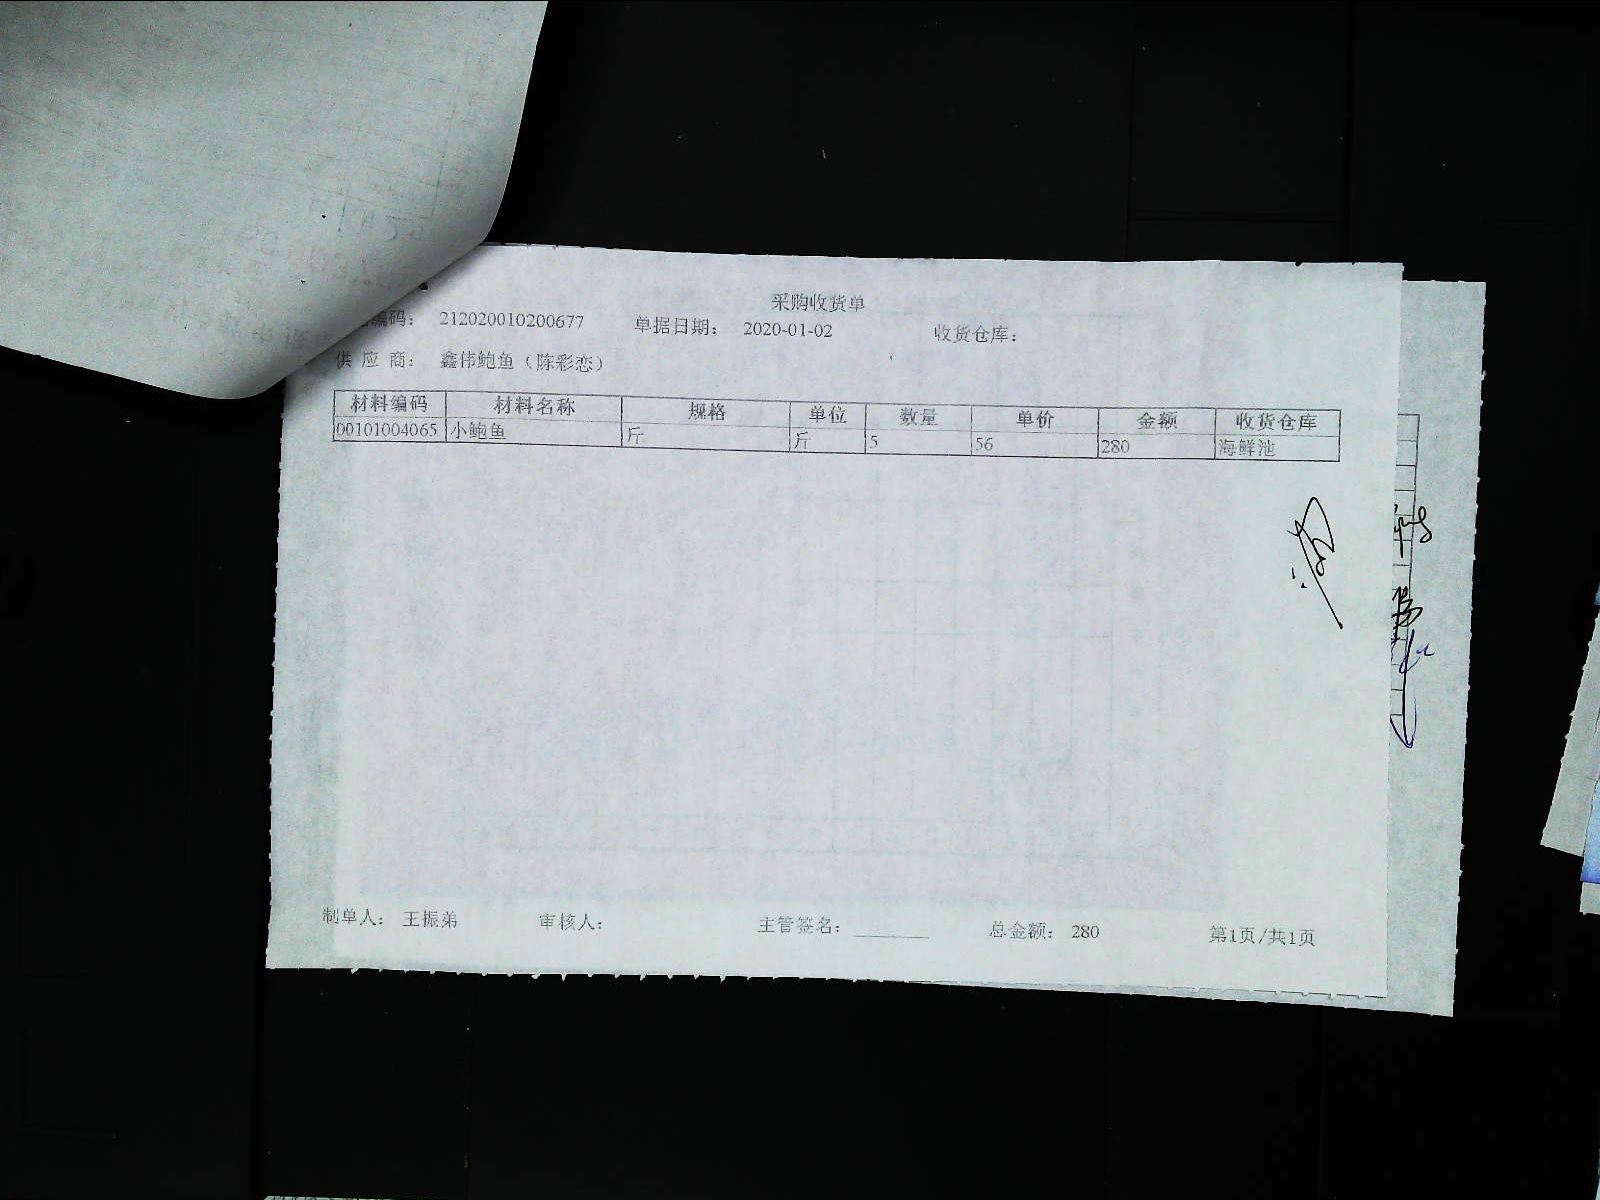 采购收货单
编码： 212020010200677 单据日期： 2020-01-02 收货仓库：
供 应 商： 鑫伟鲍鱼（陈彩恋）
材料编码 材料名称 规格 单位 数量 单价 金额 收货仓库
00101004065 小鲍鱼 斤 斤 5 56 280 海鲜池
制单人： 王振弟 审核人： 主管签名： 总金额： 280 第1页/共1页